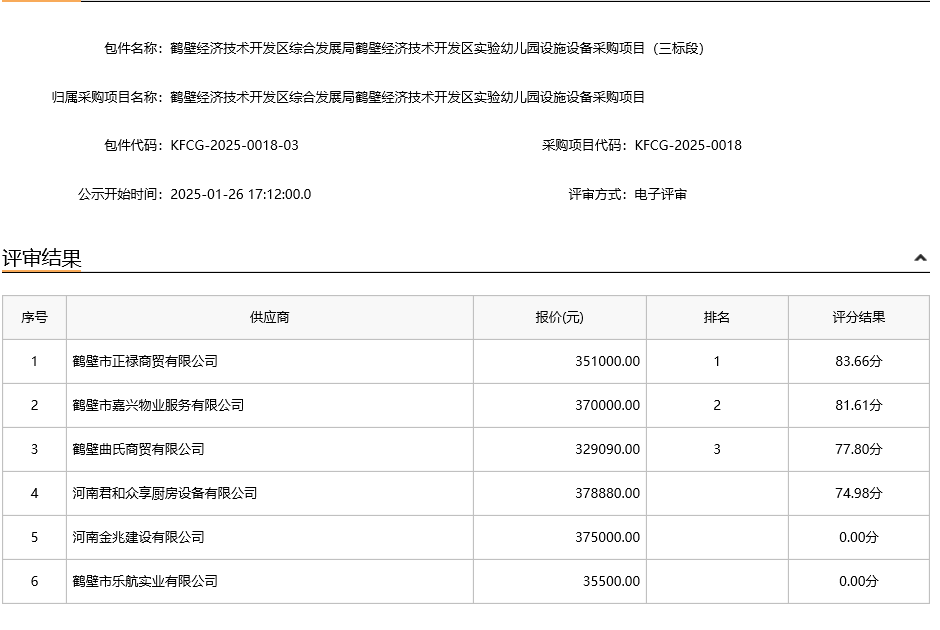 包件名称：鹤壁经济技术开发区综合发展局鹤壁经济技术开发区实验幼儿园设施设备采购项目（三标段）
归属采购项目名称：鹤壁经济技术开发区综合发展局鹤壁经济技术开发区实验幼儿园设施设备采购项目
包件代码：KFCG-2025-0018-03 采购项目代码：KFCG-2025-0018
公示开始时间：2025-01-26 17:12:00.0 评审方式：电子评审
评审结果
序号 供应商 报价(元) 排名 评分结果
1 鹤壁市正禄商贸有限公司 351000.00 1 83.66分
2 鹤壁市嘉兴物业服务有限公司 370000.00 2 81.61分
3 鹤壁曲氏商贸有限公司 329090.00 3 77.80分
4 河南君和众享厨房设备有限公司 378880.00 74.98分
5 河南金兆建设有限公司 375000.00 0.00分
6 鹤壁市乐航实业有限公司 35500.00 0.00分